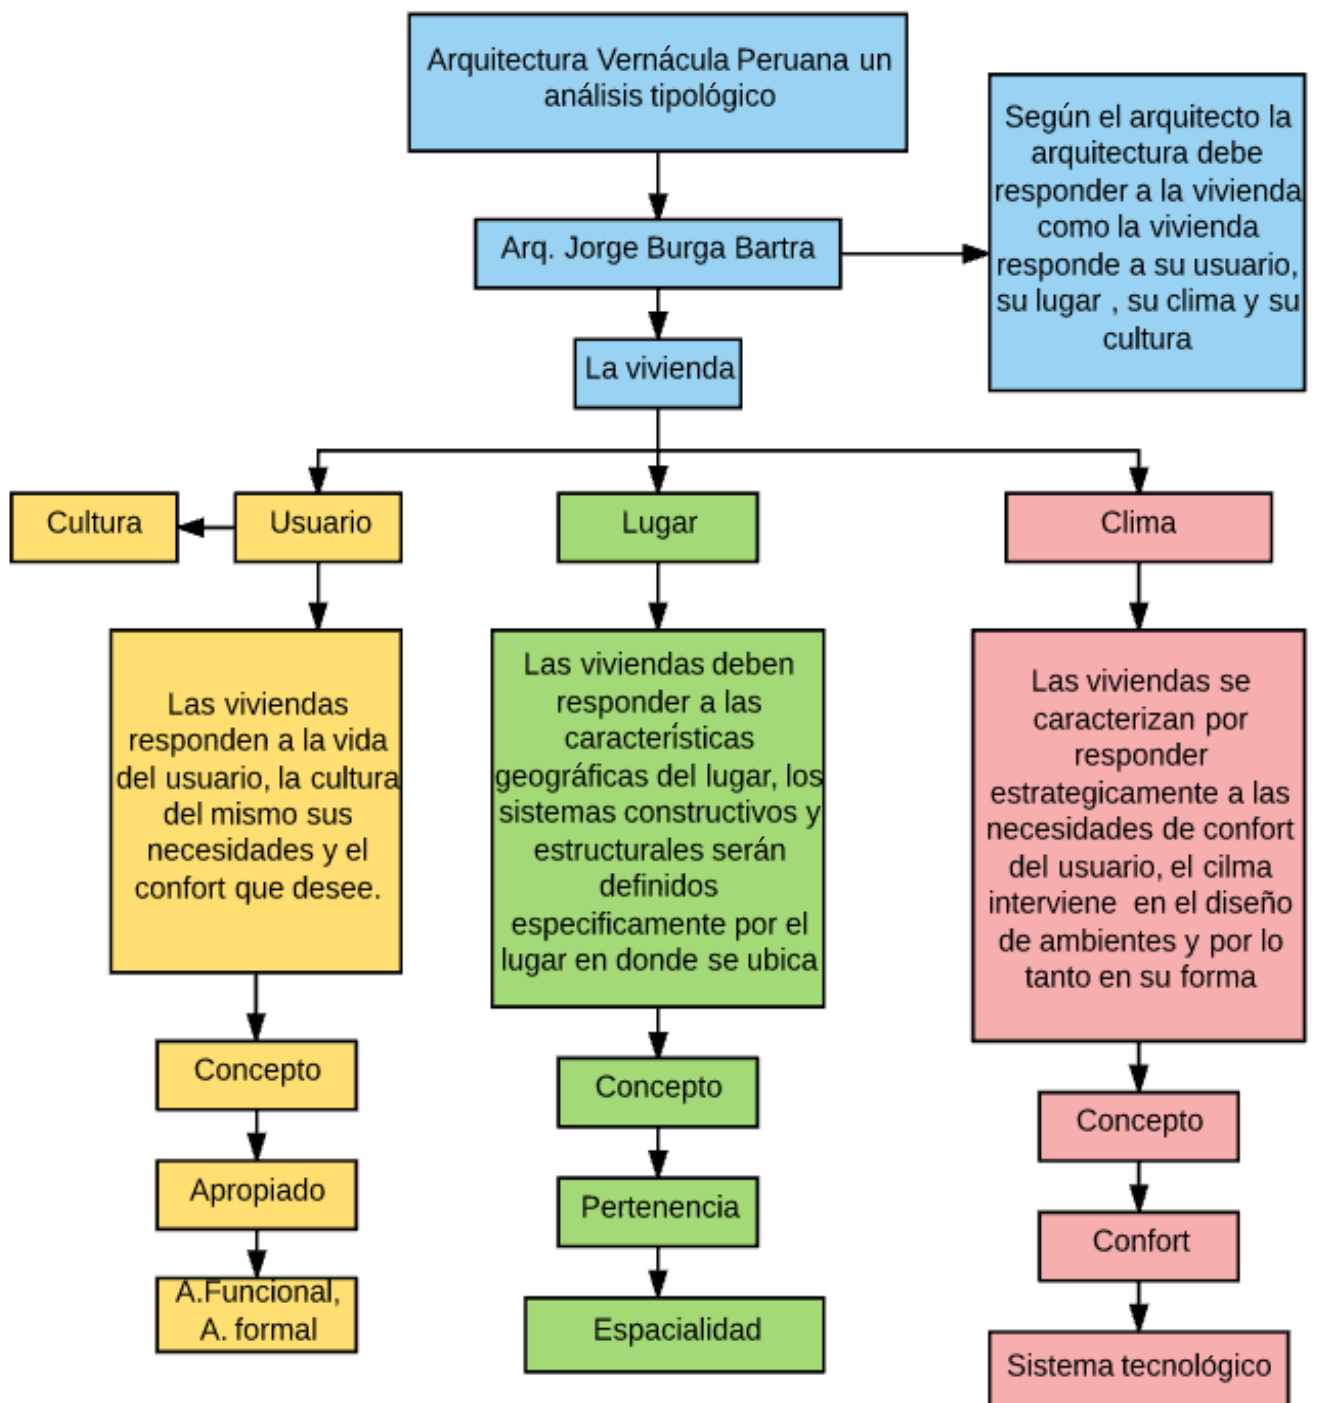 Arquitectura Vernácula Peruana un
análisis tipológico
Según el arquitecto la
arquitectura debe
responder a la vivienda
como la vivienda
responde a su usuario,
su lugar , su clima y su
cultura
Arq. Jorge Burga Bartra
La vivienda
Cultura
Usuario
Lugar
Clima
Las viviendas
responden a la vida
del usuario, la cultura
del mismo sus
necesidades y el
confort que desee.
Las viviendas deben
responder a las
características
geográficas del lugar, los
sistemas constructivos y
estructurales serán
definidos
especificamente por el
lugar en donde se ubica
Las viviendas se
caracterizan por
responder
estrategicamente a las
necesidades de confort
del usuario, el cilma
interviene  en el diseño
de ambientes y por lo
tanto en su forma
Concepto
Apropiado
A.Funcional,
A. formal
Concepto
Pertenencia
Espacialidad
Concepto
Confort
Sistema tecnológico